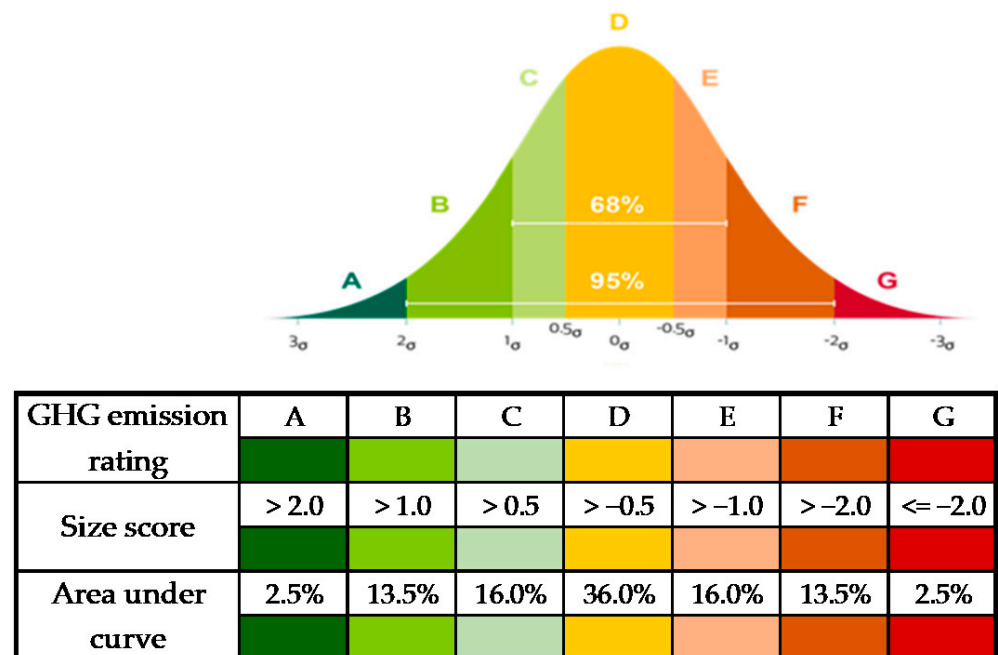 D
C
E
B
68%
F
A
95%
G
3σ
2σ
1σ
0.5σ
0σ
-0.5σ
-1σ
-2σ
-3σ
GHG emission rating A B C D E F G
Size score > 2.0 > 1.0 > 0.5 > –0.5 > –1.0 > –2.0 <= –2.0
Area under curve 2.5% 13.5% 16.0% 36.0% 16.0% 13.5% 2.5%